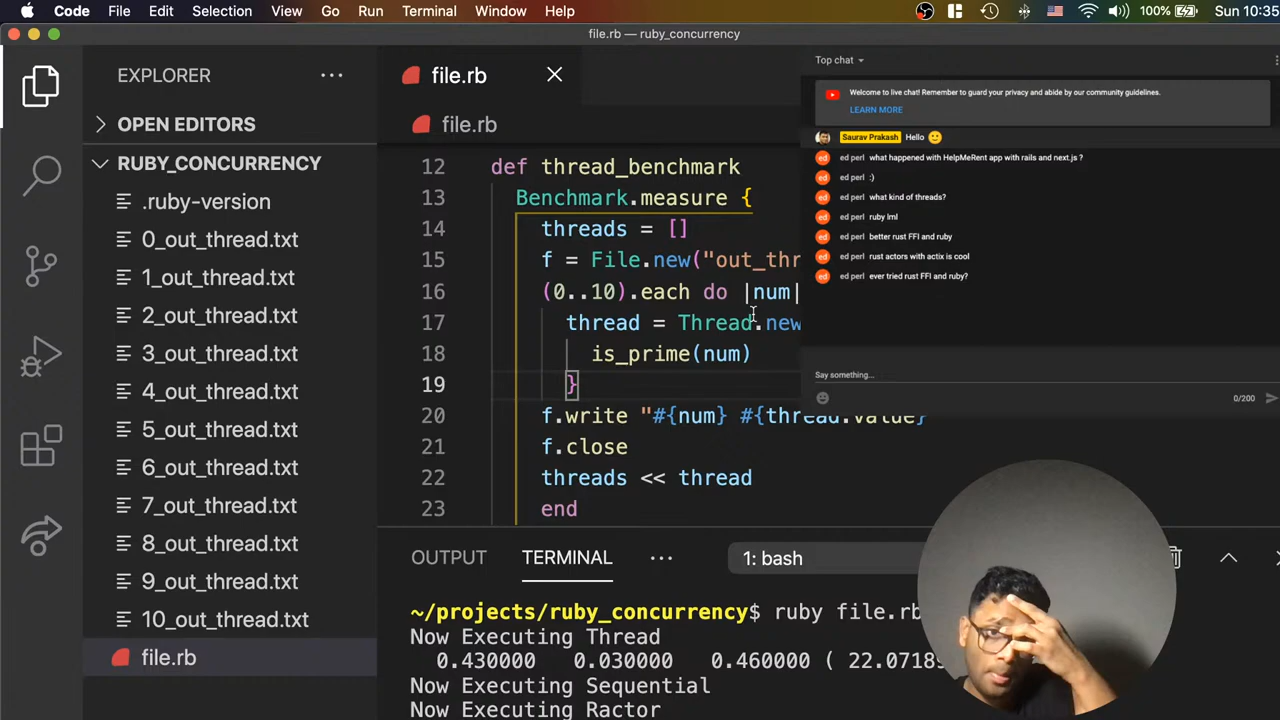 Code File Edit Selection View Go Run Terminal Window Help 100% Sun 10:35
file.rb — ruby_concurrency
EXPLORER
OPEN EDITORS
RUBY_CONCURRENCY
.ruby-version
0_out_thread.txt
1_out_thread.txt
2_out_thread.txt
3_out_thread.txt
4_out_thread.txt
5_out_thread.txt
6_out_thread.txt
7_out_thread.txt
8_out_thread.txt
9_out_thread.txt
10_out_thread.txt
file.rb
file.rb
file.rb
12 def thread_benchmark
13 Benchmark.measure {
14 threads = []
15 f = File.new("out_thr
16 (0..10).each do |num|
17 thread = Thread.new
18 is_prime(num)
19 }
20 f.write "#{num} #{thread.value}
21 f.close
22 threads << thread
23 end
Top chat
Welcome to live chat! Remember to guard your privacy and abide by our community guidelines.
LEARN MORE
Saurav Prakash Hello
ed ed perl what happened with HelpMeRent app with rails and next.js ?
ed ed perl :)
ed ed perl what kind of threads?
ed ed perl ruby lml
ed ed perl better rust FFI and ruby
ed ed perl rust actors with actix is cool
ed ed perl ever tried rust FFI and ruby?
Say something...
0/200
OUTPUT TERMINAL ··· 1: bash
~/projects/ruby_concurrency$ ruby file.rb
Now Executing Thread
0.430000 0.030000 0.460000 ( 22.07189
Now Executing Sequential
Now Executing Ractor